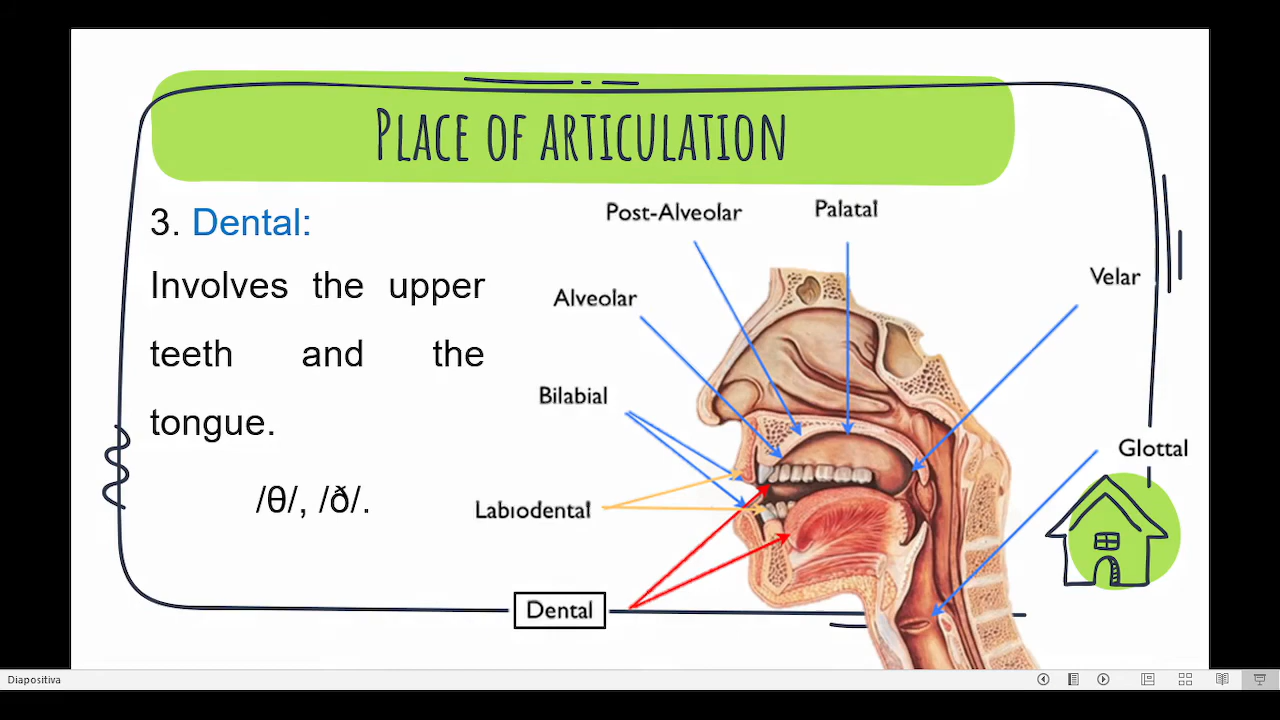 PLACE OF ARTICULATION
3. Dental:
Involves the upper
teeth and the
tongue.
/θ/, /ð/.
Post-Alveolar
Palatal
Velar
Alveolar
Bilabial
Glottal
Labiodental
Dental
Diapositiva